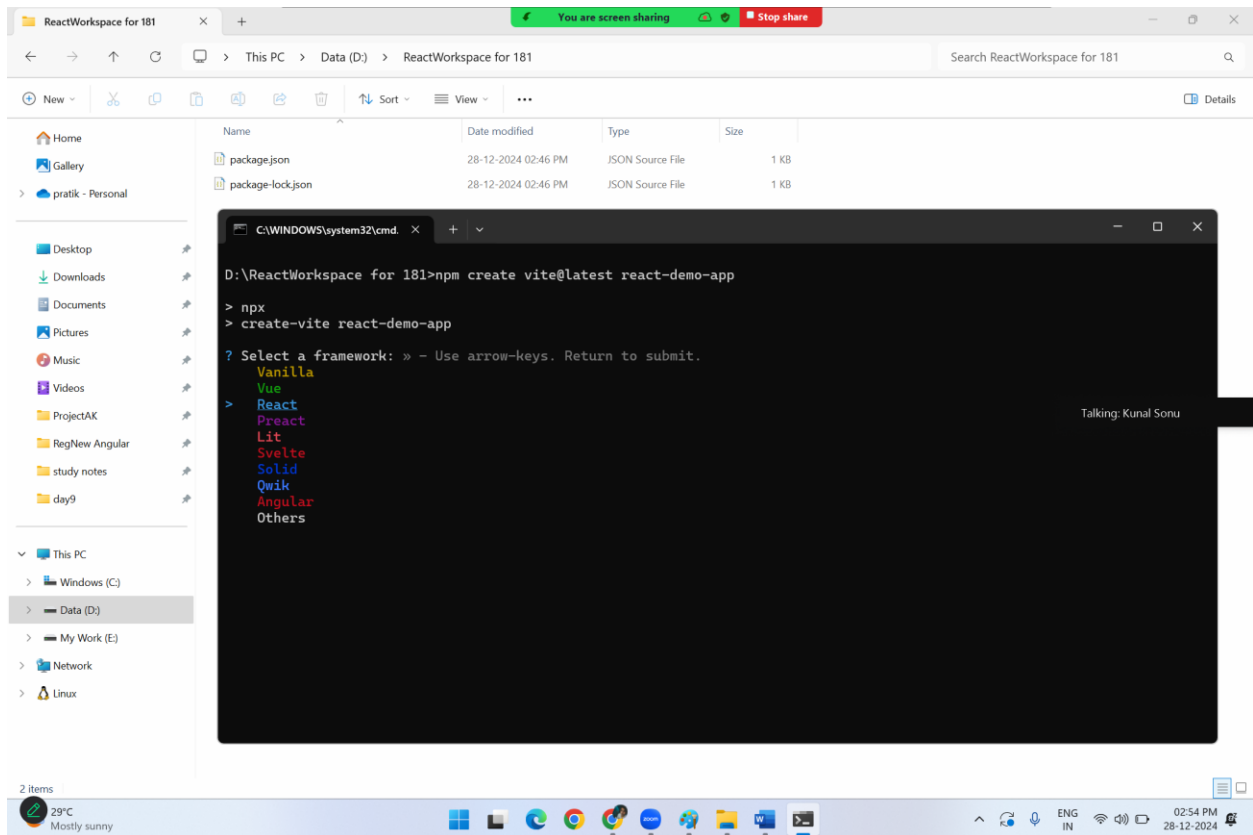 ReactWorkspace for 181
You are screen sharing
Stop share
This PC > Data (D:) > ReactWorkspace for 181
Search ReactWorkspace for 181
New
Sort
View
Details
Home
Gallery
pratik - Personal
Desktop
Downloads
Documents
Pictures
Music
Videos
ProjectAK
RegNew Angular
study notes
day9
This PC
Windows (C:)
Data (D:)
My Work (E:)
Network
Linux
Name Date modified Type Size
package.json 28-12-2024 02:46 PM JSON Source File 1 KB
package-lock.json 28-12-2024 02:46 PM JSON Source File 1 KB
C:\WINDOWS\system32\cmd.
D:\ReactWorkspace for 181>npm create vite@latest react-demo-app
> npx
> create-vite react-demo-app
? Select a framework: » - Use arrow-keys. Return to submit.
Vanilla
Vue
> React
Preact
Lit
Svelte
Solid
Qwik
Angular
Others
Talking: Kunal Sonu
2 items
29°C
Mostly sunny
zoom
ENG
IN
02:54 PM
28-12-2024